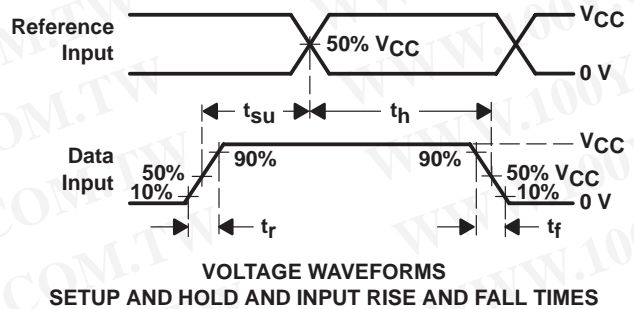 Reference
Input
VCC
50% VCC
0 V
tsu
th
Data
Input
50%
10%
90%
90%
VCC
50% VCC
10%
0 V
tr
tf
VOLTAGE WAVEFORMS
SETUP AND HOLD AND INPUT RISE AND FALL TIMES